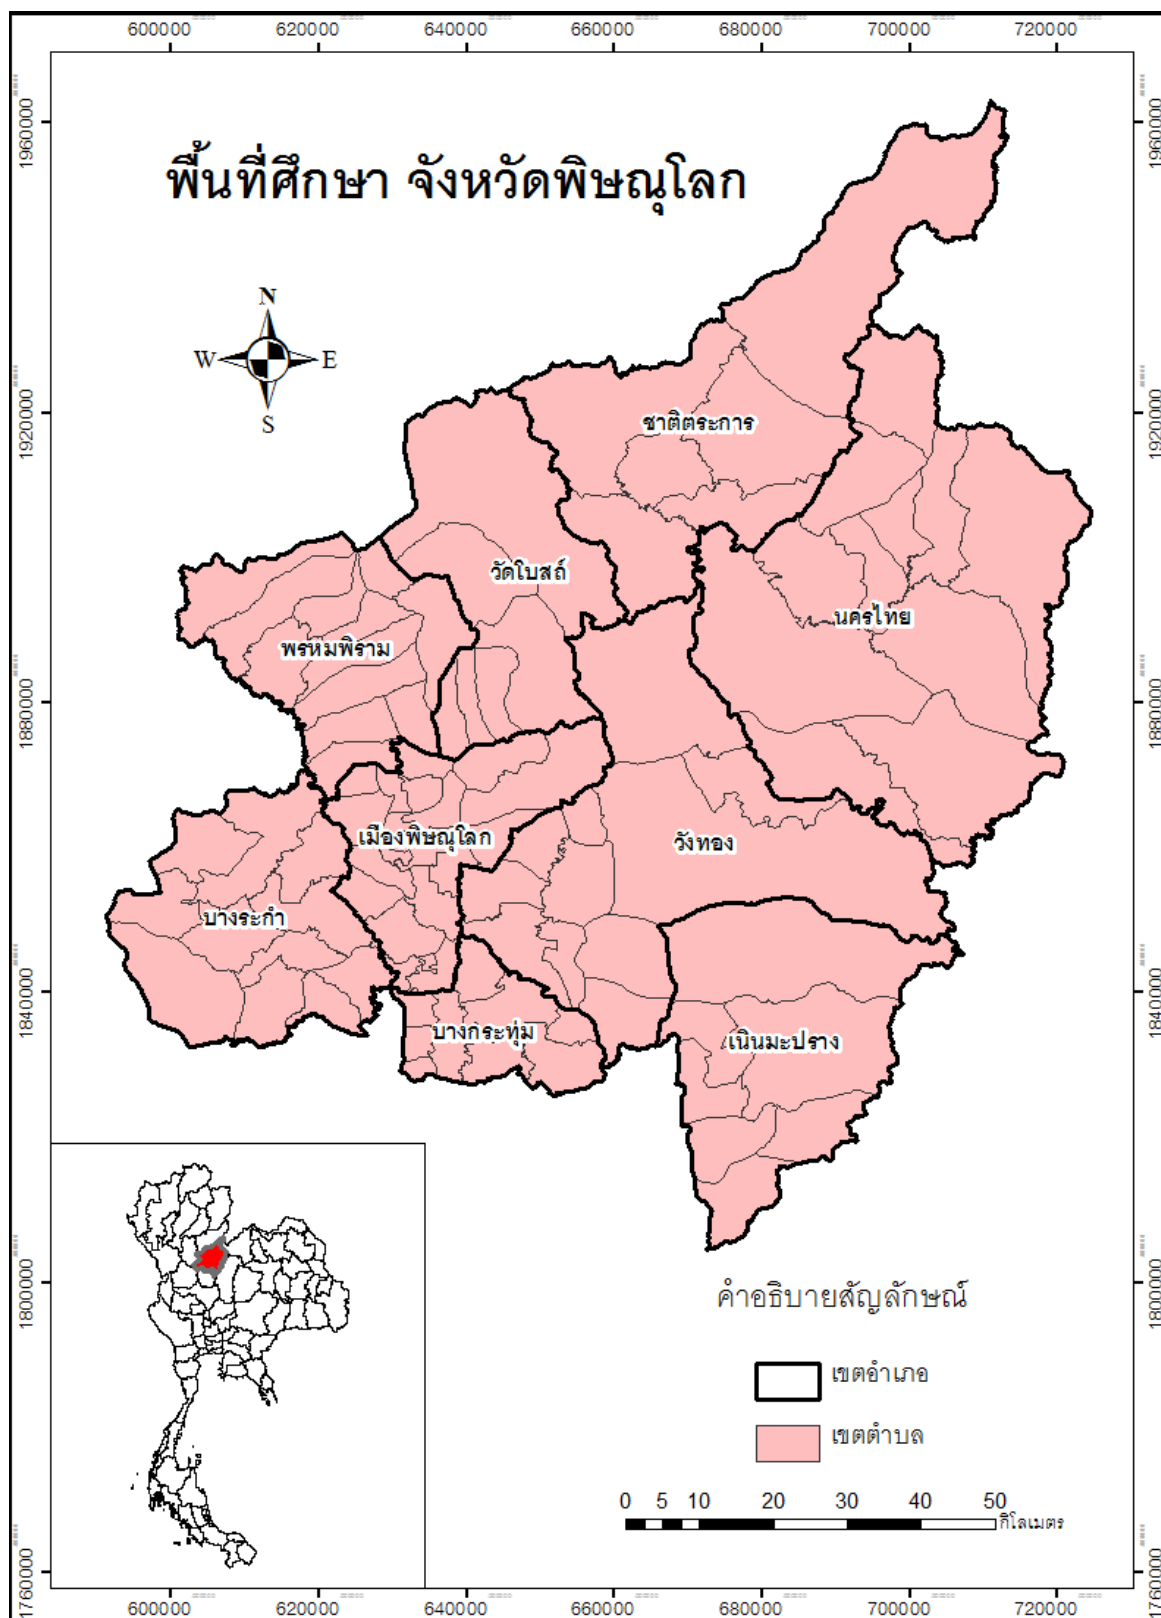 600000 620000 640000 660000 680000 700000 720000
พื้นที่ศึกษา จังหวัดพิษณุโลก
N
W E
S
1960000 1960000
1920000 1920000
1880000 1880000
1840000 1840000
1800000 1800000
1760000 1760000
ชาติตระการ
วัดโบสถ์
นครไทย
พรหมพิราม
เมืองพิษณุโลก
วังทอง
บางระกำ
บางกระทุ่ม
เนินมะปราง
คำอธิบายสัญลักษณ์
เขตอำเภอ
เขตตำบล
0 5 10 20 30 40 50
กิโลเมตร
600000 620000 640000 660000 680000 700000 720000